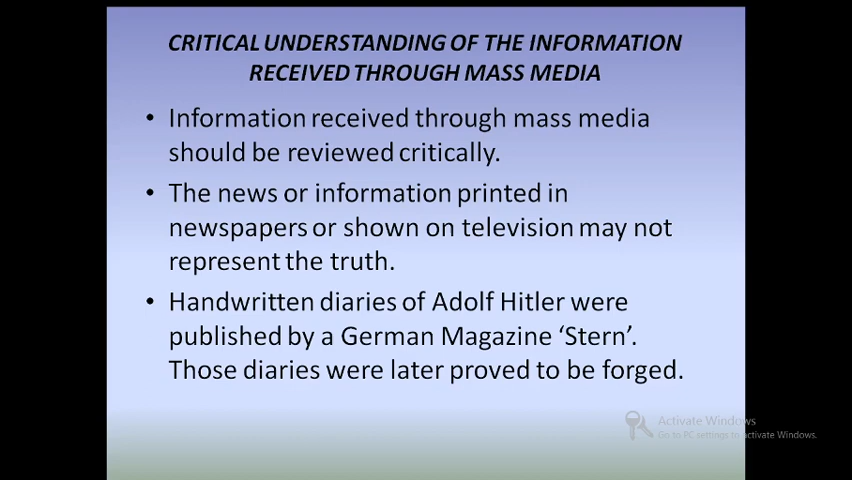 CRITICAL UNDERSTANDING OF THE INFORMATION
RECEIVED THROUGH MASS MEDIA
• Information received through mass media
should be reviewed critically.
• The news or information printed in
newspapers or shown on television may not
represent the truth.
• Handwritten diaries of Adolf Hitler were
published by a German Magazine ‘Stern’.
Those diaries were later proved to be forged.
Activate Windows
Go to PC settings to activate Windows.